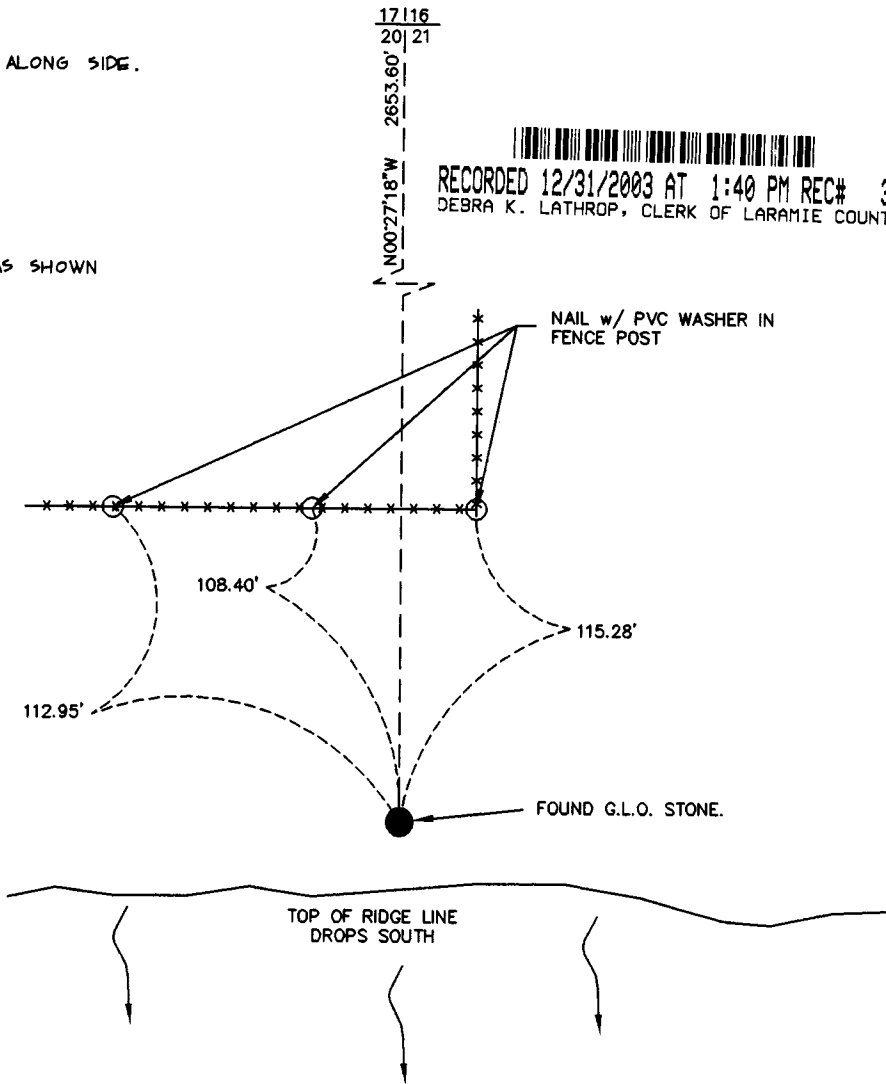 17|16
20|21
ALONG SIDE.
N00°27'18"W 2653.60'
RECORDED 12/31/2003 AT 1:40 PM REC# 3
DEBRA K. LATHROP, CLERK OF LARAMIE COUNT
AS SHOWN
NAIL w/ PVC WASHER IN
FENCE POST
108.40'
115.28'
112.95'
FOUND G.L.O. STONE.
TOP OF RIDGE LINE
DROPS SOUTH